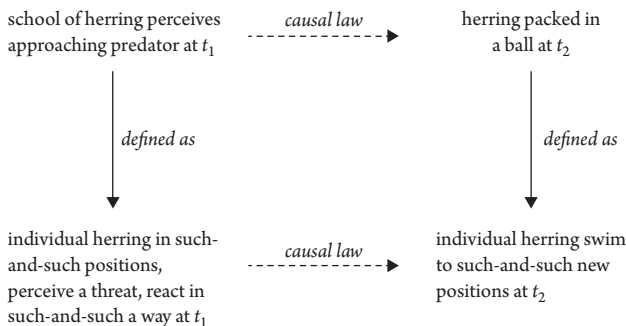 school of herring perceives
approaching predator at t₁
causal law
herring packed in
a ball at t₂
defined as
defined as
individual herring in such-
and-such positions,
perceive a threat, react in
such-and-such a way at t₁
causal law
individual herring swim
to such-and-such new
positions at t₂